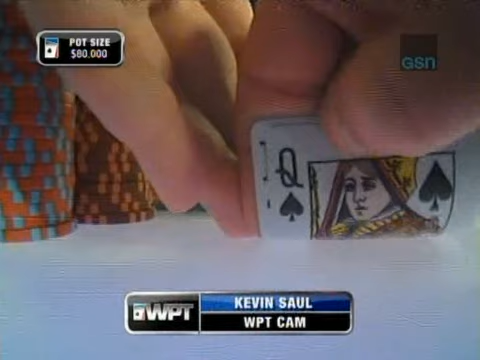 POT SIZE
$80,000
GSN
Q
WPT
KEVIN SAUL
WPT CAM